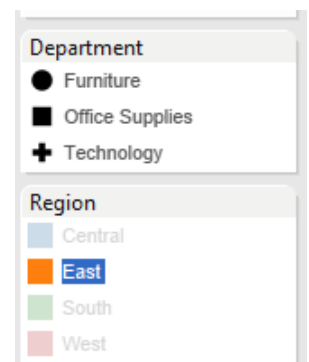 Department
Furniture
Office Supplies
Technology
Region
Central
East
South
West